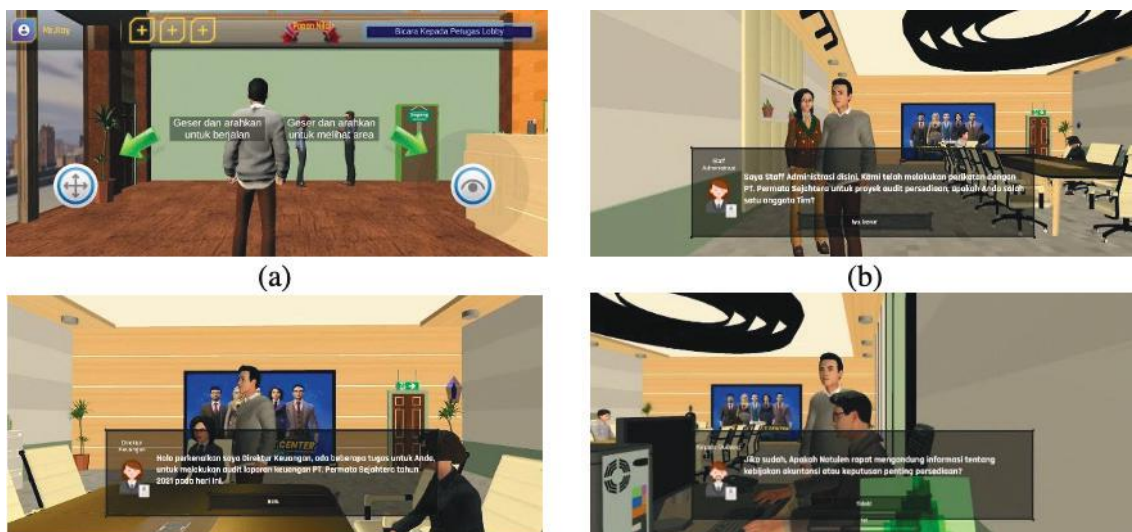 Mr.Itay
Bicara Kepada Petugas Lobby
Geser dan arahkan
untuk berjalan
Geser dan arahkan
untuk melihat area
(a)
Staff
Administrasi
Saya Staff Administrasi disini. Kami telah melakukan perikatan dengan
PT. Permata Sejahtera untuk proyek audit persediaan, apakah Anda salah
satu anggota Tim?
Iya, benar
(b)
CENTER
Direktur
Keuangan
Halo perkenalkan saya Direktur Keuangan, ada beberapa tugas untuk Anda,
untuk melakukan audit laporan keuangan PT. Permata Sejahtera tahun
2021 pada hari ini.
Baik
Jika sudah, Apakah Notulen rapat mengandung informasi tentang
kebijakan akuntansi atau keputusan penting persediaan?